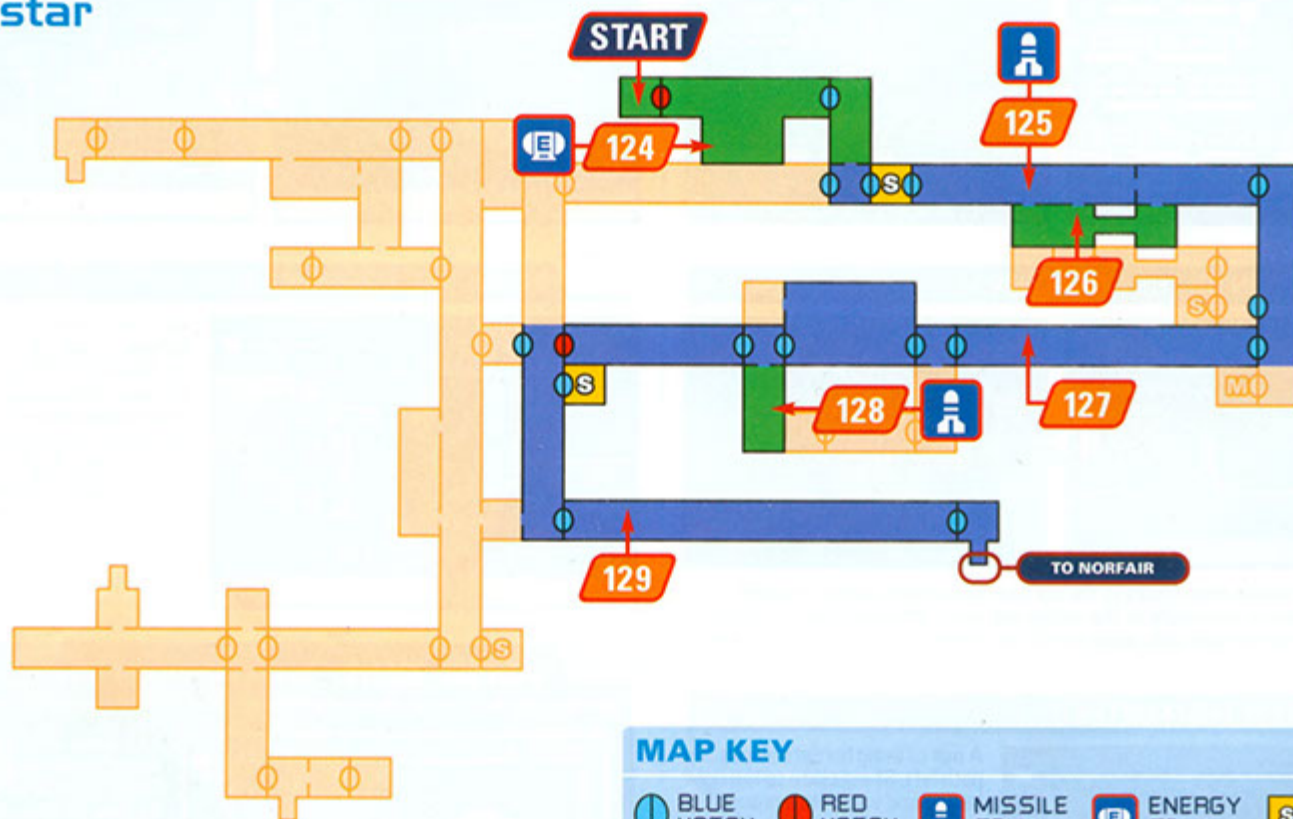 star
START
E
124
125
S
126
S
128
127
M
S
129
TO NORFAIR
S
MAP KEY
BLUE
RED
MISSILE
ENERGY
E
S